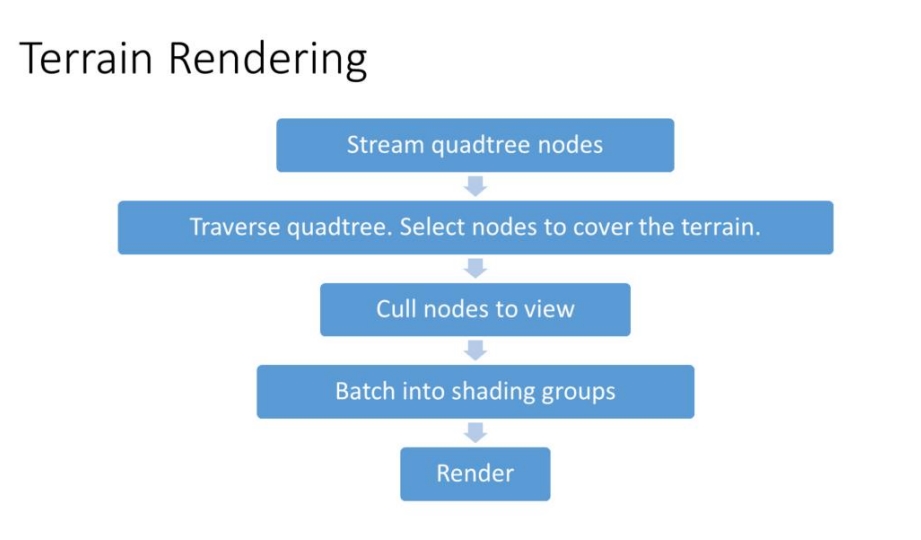 Terrain Rendering
Stream quadtree nodes
Traverse quadtree. Select nodes to cover the terrain.
Cull nodes to view
Batch into shading groups
Render